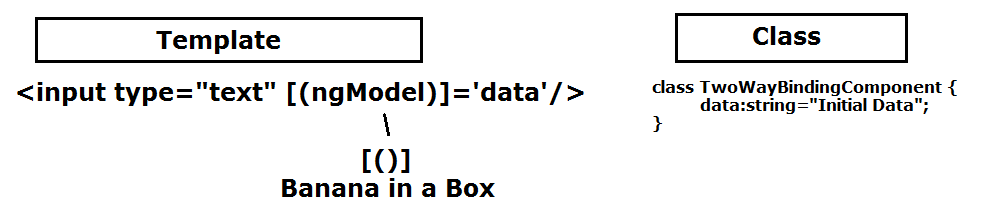 Template
<input type="text" [(ngModel)]='data'/>
[()]
Banana in a Box
Class
class TwoWayBindingComponent {
data:string="Initial Data";
}